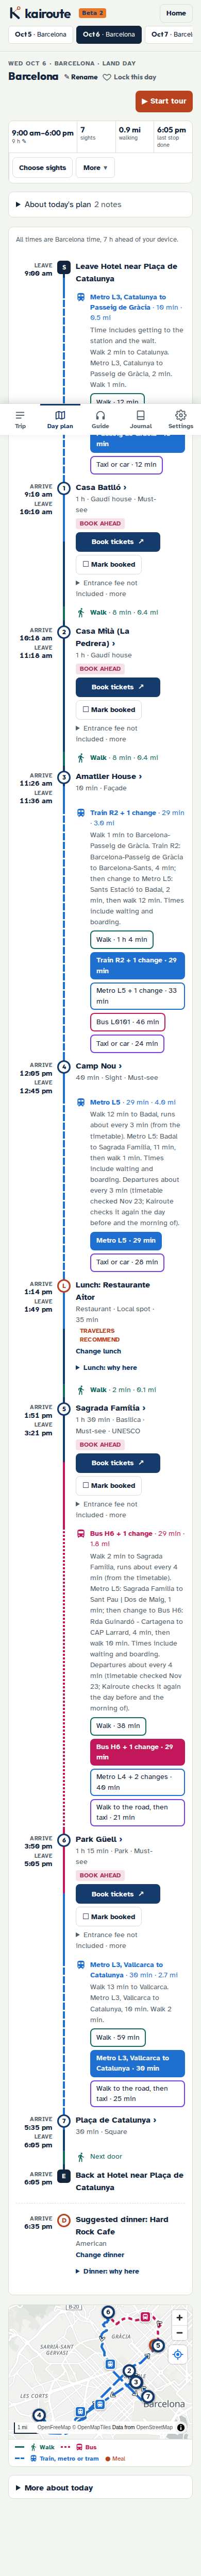 kairoute Beta 2 Home
Oct 5 · Barcelona Oct 6 · Barcelona Oct 7 · Barcel
WED OCT 6 · BARCELONA · LAND DAY
Barcelona ✎ Rename Lock this day
▶ Start tour
9:00 am–6:00 pm 7 0.9 mi 6:05 pm
9 h ✎ sights walking last stop
done
Choose sights More ▾
▶ About today's plan 2 notes
All times are Barcelona time, 7 h ahead of your device.
LEAVE
9:00 am
S
Leave Hotel near Plaça de
Catalunya
Metro L3, Catalunya to
Passeig de Gràcia · 10 min ·
0.5 mi
Time includes getting to
the station and the wait.
Walk 2 min to Catalunya.
Metro L3, Catalunya to
Passeig de Gràcia, 2 min.
Walk 1 min.
Walk · 12 min
Trip Day plan Guide Journal Settings
min
Taxi or car · 12 min
ARRIVE
9:10 am
LEAVE
10:10 am
1
Casa Batlló ›
1 h · Gaudí house · Must-
see
BOOK AHEAD
Book tickets ↗
☐ Mark booked
▶ Entrance fee not
included · more
Walk · 8 min · 0.4 mi
ARRIVE
10:18 am
LEAVE
11:18 am
2
Casa Milà (La
Pedrera) ›
1 h · Gaudí house
BOOK AHEAD
Book tickets ↗
☐ Mark booked
▶ Entrance fee not
included · more
Walk · 8 min · 0.4 mi
ARRIVE
11:26 am
LEAVE
11:36 am
3
Amatller House ›
10 min · Façade
Train R2 + 1 change · 29 min
· 3.0 mi
Walk 1 min to Barcelona-
Passeig de Gràcia. Train R2:
Barcelona-Passeig de Gràcia
to Barcelona-Sants, 4 min;
then change to Metro L5:
Sants Estació to Badal, 2
min, then walk 12 min. Times
include waiting and
boarding.
Walk · 1 h 4 min
Train R2 + 1 change · 29
min
Metro L5 + 1 change · 33
min
Bus L0101 · 46 min
Taxi or car · 24 min
ARRIVE
12:05 pm
LEAVE
12:45 pm
4
Camp Nou ›
40 min · Sight · Must-see
Metro L5 · 29 min · 4.0 mi
Walk 12 min to Badal, runs
about every 3 min (from the
timetable). Metro L5: Badal
to Sagrada Família, 11 min,
then walk 1 min. Times
include waiting and
boarding. Departures about
every 3 min (timetable
checked Nov 23; Kairoute
checks it again the day
before and the morning of).
Metro L5 · 29 min
Taxi or car · 28 min
ARRIVE
1:14 pm
LEAVE
1:49 pm
L
Lunch: Restaurante
Aitor
Restaurant · Local spot ·
35 min
TRAVELERS
RECOMMEND
Change lunch
▶ Lunch: why here
Walk · 2 min · 0.1 mi
ARRIVE
1:51 pm
LEAVE
3:21 pm
5
Sagrada Família ›
1 h 30 min · Basílica ·
Must-see · UNESCO
BOOK AHEAD
Book tickets ↗
☐ Mark booked
▶ Entrance fee not
included · more
Bus H6 + 1 change · 29 min ·
1.8 mi
Walk 2 min to Sagrada
Família, runs about every 4
min (from the timetable).
Metro L5: Sagrada Família to
Sant Pau | Dos de Maig, 1
min; then change to Bus H6:
Rda Guinardó - Cartagena to
CAP Larrard, 4 min, then
walk 10 min. Times include
waiting and boarding.
Departures about every 4
min (timetable checked Nov
23; Kairoute checks it again
the day before and the
morning of).
Walk · 38 min
Bus H6 + 1 change · 29
min
Metro L4 + 2 changes ·
40 min
Walk to the road, then
taxi · 21 min
ARRIVE
3:50 pm
LEAVE
5:05 pm
6
Park Güell ›
1 h 15 min · Park · Must-
see
BOOK AHEAD
Book tickets ↗
☐ Mark booked
▶ Entrance fee not
included · more
Metro L3, Vallcarca to
Catalunya · 30 min · 2.7 mi
Walk 13 min to Vallcarca.
Metro L3, Vallcarca to
Catalunya, 10 min. Walk 2
min.
Walk · 59 min
Metro L3, Vallcarca to
Catalunya · 30 min
Walk to the road, then
taxi · 25 min
ARRIVE
5:35 pm
LEAVE
6:05 pm
7
Plaça de Catalunya ›
30 min · Square
Next door
ARRIVE
6:05 pm
E
Back at Hotel near Plaça de
Catalunya
ARRIVE
6:35 pm
D
Suggested dinner: Hard
Rock Cafe
American
Change dinner
▶ Dinner: why here
B-20
6
GRÀCIA
SARRIÀ-SANT
GERVASI
5
2
3
LES CORTS
7
Barcelona
4
+
−
1 mi OpenFreeMap © OpenMapTiles Data from OpenStreetMap
Walk Bus
Train, metro or tram Meal
▶ More about today